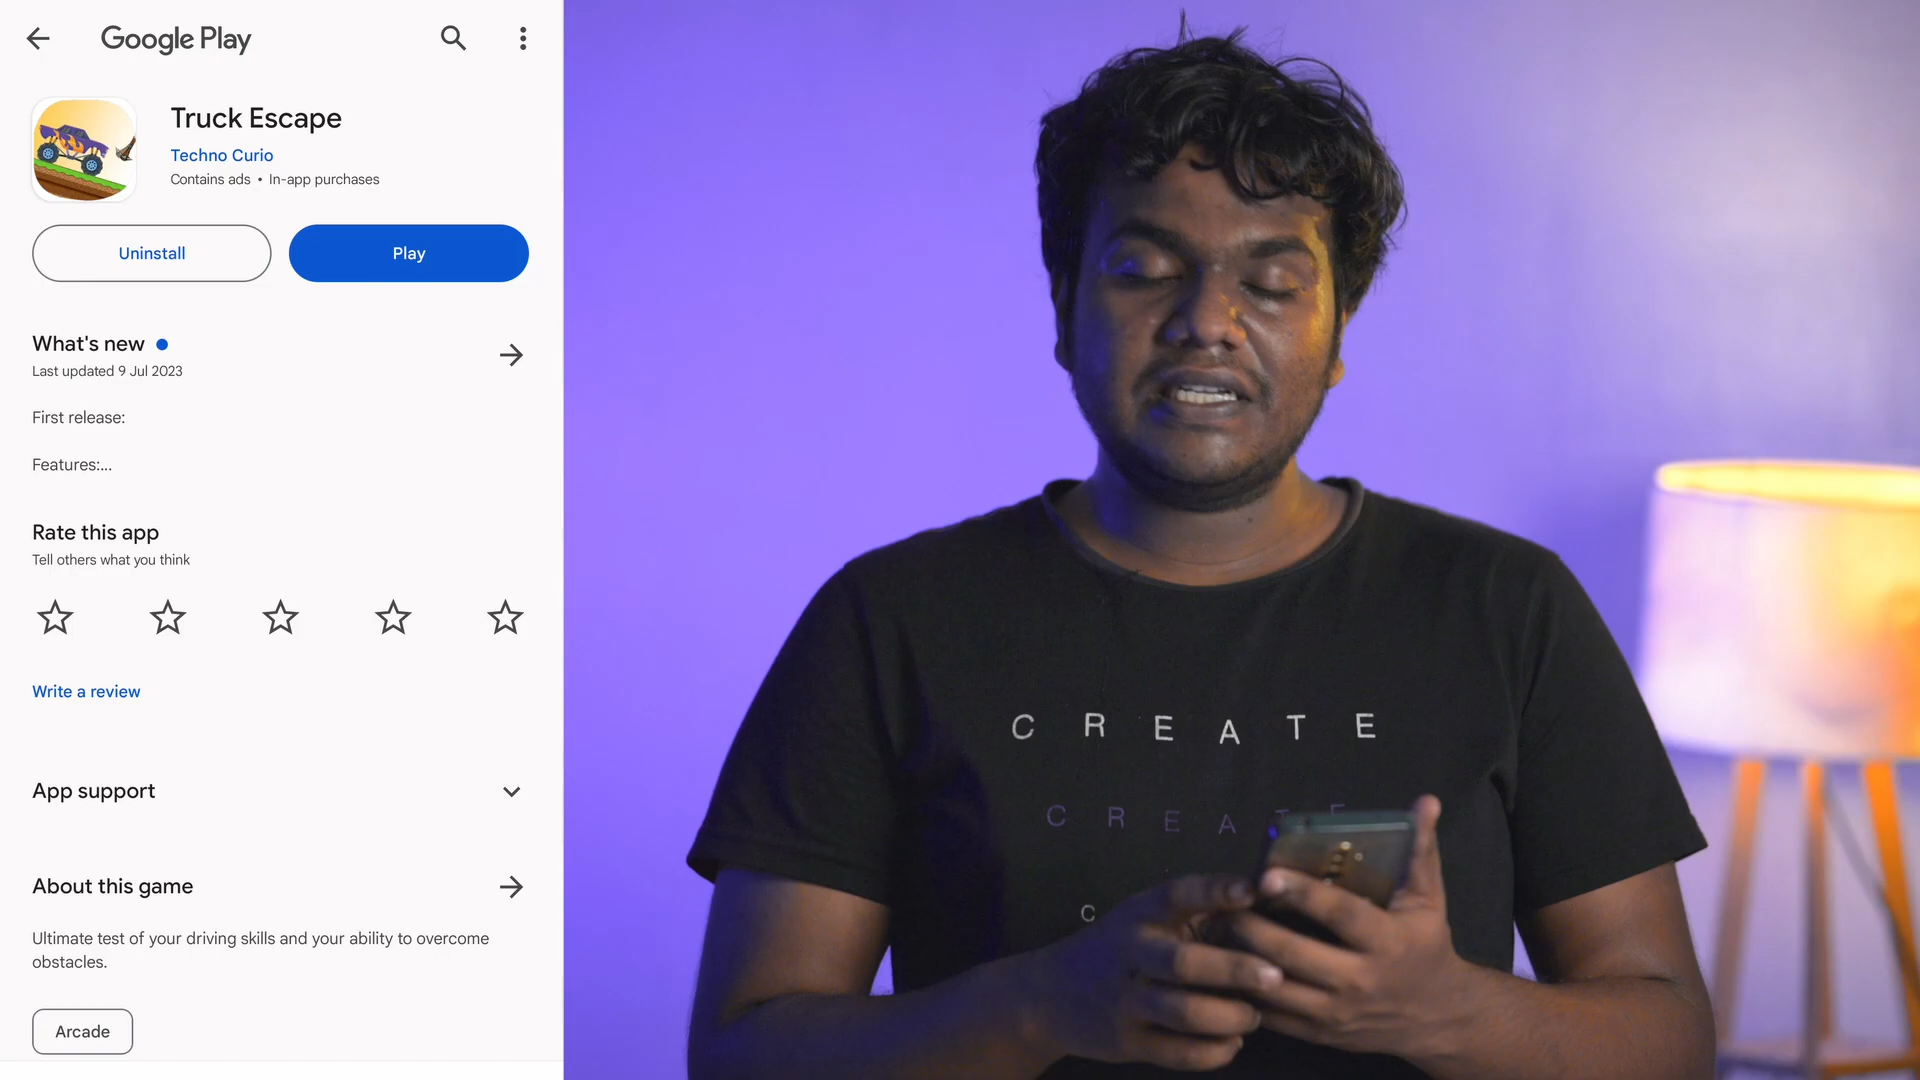 Google Play
Truck Escape
Techno Curio
Contains ads • In-app purchases
Uninstall
Play
What's new
Last updated 9 Jul 2023
First release:
Features:...
Rate this app
Tell others what you think
Write a review
App support
About this game
Ultimate test of your driving skills and your ability to overcome
obstacles.
Arcade
CREATE
CREATE
C